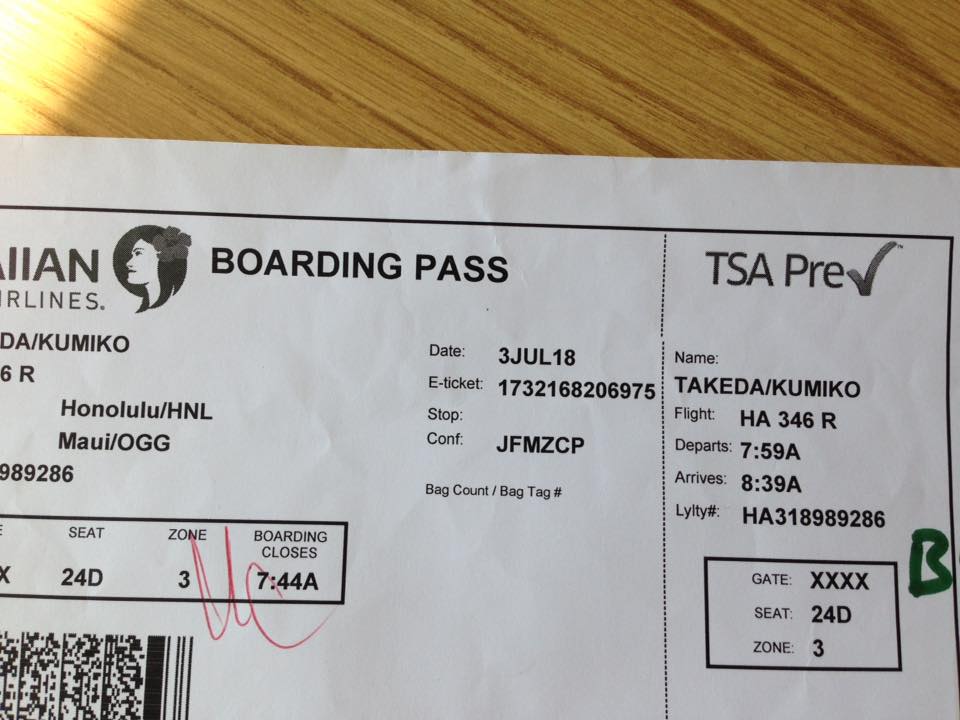 AIIAN
IRLINES.
BOARDING PASS
TSA Pre✓™
DA/KUMIKO
6 R
Honolulu/HNL
Maui/OGG
989286
Date: 3JUL18
E-ticket: 1732168206975
Stop:
Conf: JFMZCP
Bag Count / Bag Tag #
E SEAT ZONE BOARDING CLOSES
X 24D 3 7:44A
Name:
TAKEDA/KUMIKO
Flight: HA 346 R
Departs: 7:59A
Arrives: 8:39A
Lylty#: HA318989286
B
GATE: XXXX
SEAT: 24D
ZONE: 3